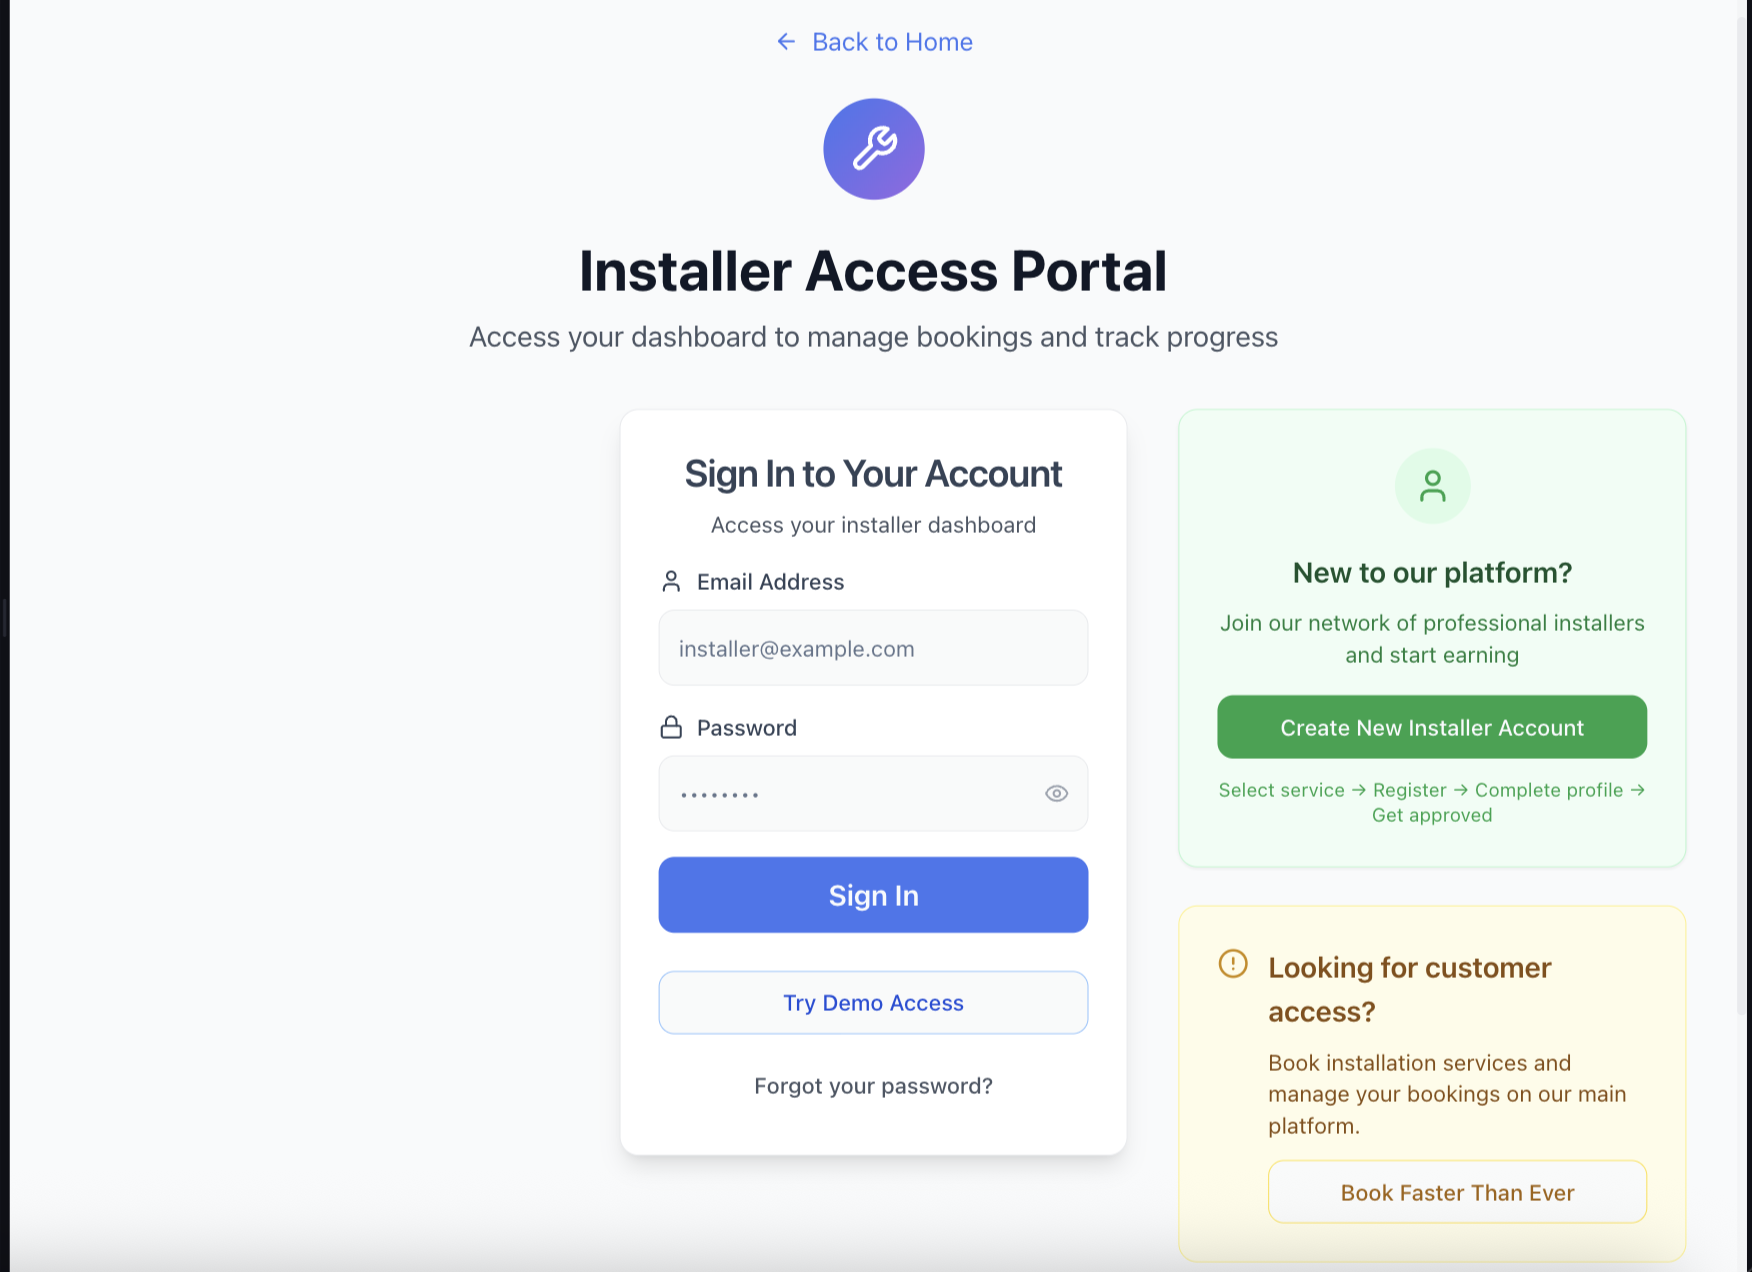 ← Back to Home
Installer Access Portal
Access your dashboard to manage bookings and track progress
Sign In to Your Account
Access your installer dashboard
Email Address
installer@example.com
Password
••••••••
Sign In
Try Demo Access
Forgot your password?
New to our platform?
Join our network of professional installers
and start earning
Create New Installer Account
Select service → Register → Complete profile →
Get approved
Looking for customer
access?
Book installation services and
manage your bookings on our main
platform.
Book Faster Than Ever